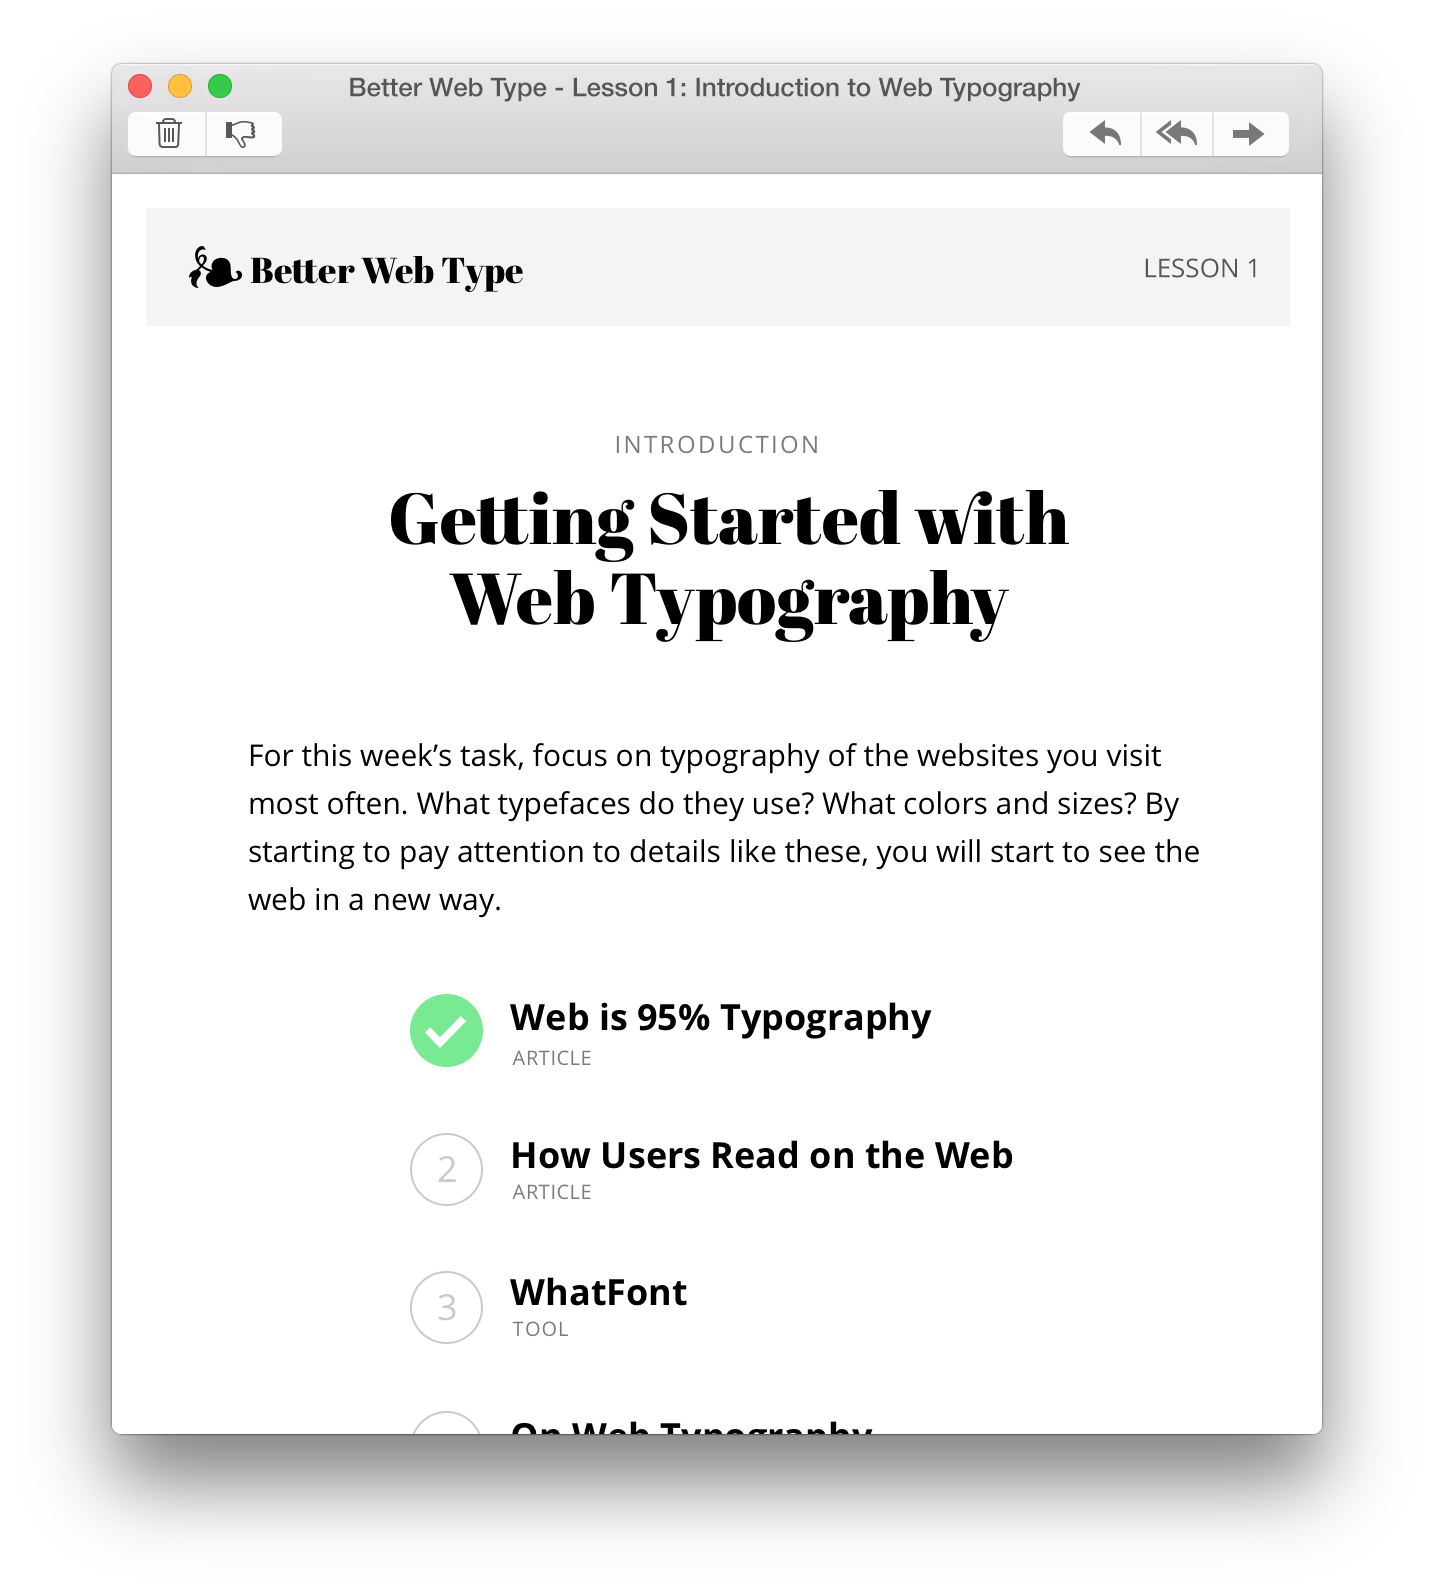 Better Web Type - Lesson 1: Introduction to Web Typography
Better Web Type
LESSON 1
INTRODUCTION
Getting Started with
Web Typography
For this week’s task, focus on typography of the websites you visit
most often. What typefaces do they use? What colors and sizes? By
starting to pay attention to details like these, you will start to see the
web in a new way.
Web is 95% Typography
ARTICLE
2
How Users Read on the Web
ARTICLE
3
WhatFont
TOOL
On Web Typography